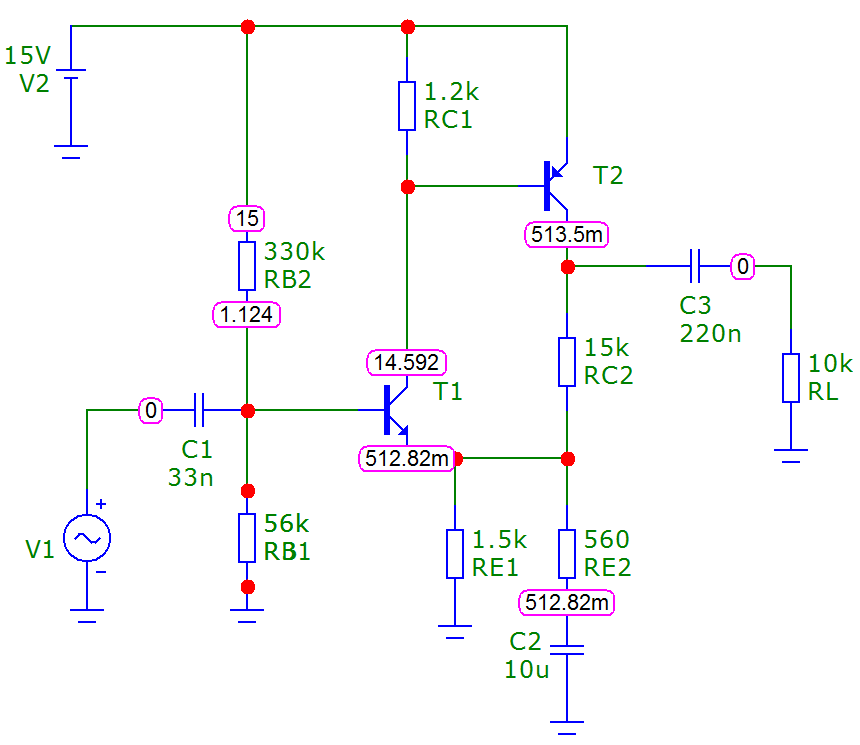 15V
V2
1.2k
RC1
T2
15
513.5m
330k
RB2
0
1.124
C3
220n
15k
RC2
10k
RL
14.592
T1
0
C1
33n
512.82m
+
56k
RB1
V1
1.5k
RE1
560
RE2
−
512.82m
C2
10u